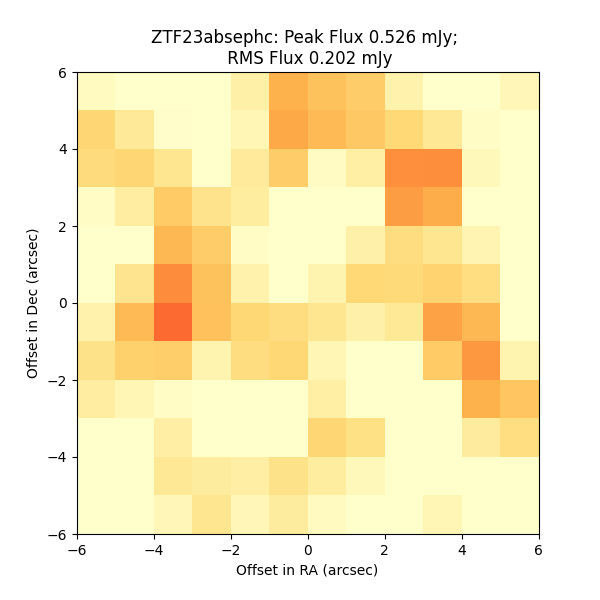 ZTF23absephc: Peak Flux 0.526 mJy;
RMS Flux 0.202 mJy
6
4
2
0
−2
−4
−6
Offset in Dec (arcsec)
−6 −4 −2 0 2 4 6
Offset in RA (arcsec)